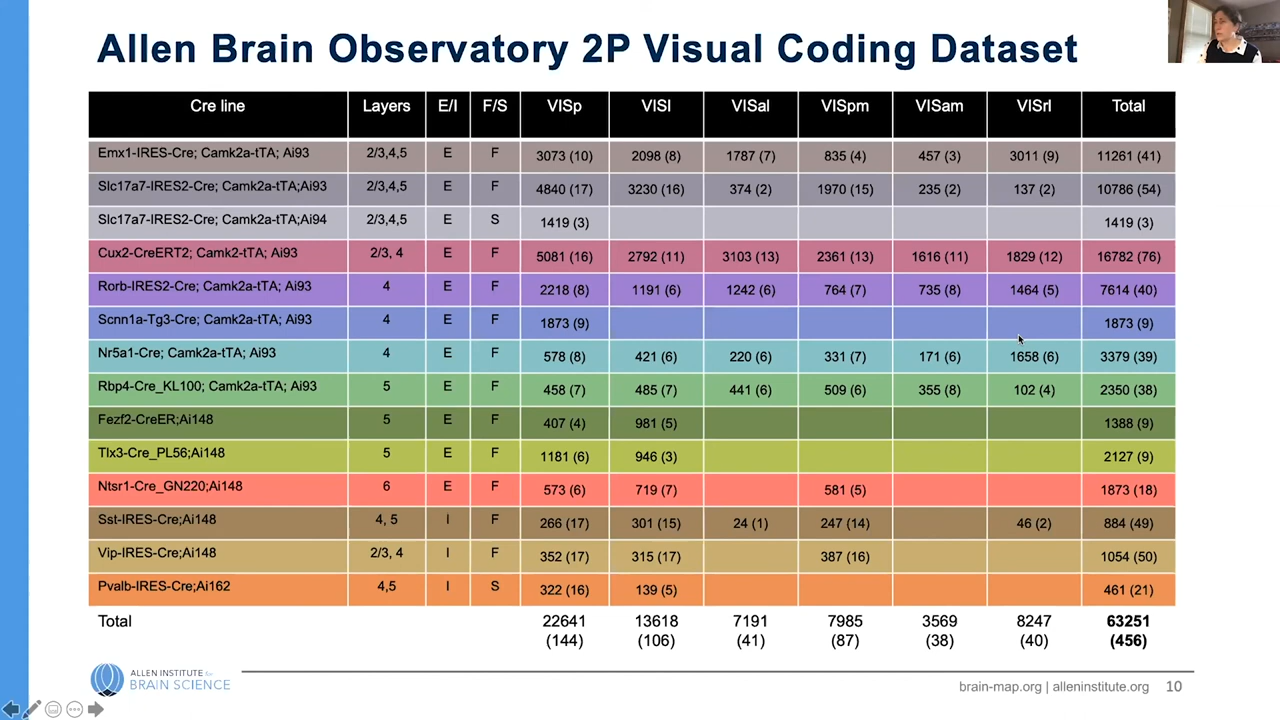 Allen Brain Observatory 2P Visual Coding Dataset
Cre line Layers E/I F/S VISp VISl VISal VISpm VISam VISrl Total
Emx1-IRES-Cre; Camk2a-tTA; Ai93 2/3,4,5 E F 3073 (10) 2098 (8) 1787 (7) 835 (4) 457 (3) 3011 (9) 11261 (41)
Slc17a7-IRES2-Cre; Camk2a-tTA;Ai93 2/3,4,5 E F 4840 (17) 3230 (16) 374 (2) 1970 (15) 235 (2) 137 (2) 10786 (54)
Slc17a7-IRES2-Cre; Camk2a-tTA;Ai94 2/3,4,5 E S 1419 (3) 1419 (3)
Cux2-CreERT2; Camk2-tTA; Ai93 2/3, 4 E F 5081 (16) 2792 (11) 3103 (13) 2361 (13) 1616 (11) 1829 (12) 16782 (76)
Rorb-IRES2-Cre; Camk2a-tTA; Ai93 4 E F 2218 (8) 1191 (6) 1242 (6) 764 (7) 735 (8) 1464 (5) 7614 (40)
Scnn1a-Tg3-Cre; Camk2a-tTA; Ai93 4 E F 1873 (9) 1873 (9)
Nr5a1-Cre; Camk2a-tTA; Ai93 4 E F 578 (8) 421 (6) 220 (6) 331 (7) 171 (6) 1658 (6) 3379 (39)
Rbp4-Cre_KL100; Camk2a-tTA; Ai93 5 E F 458 (7) 485 (7) 441 (6) 509 (6) 355 (8) 102 (4) 2350 (38)
Fezf2-CreER;Ai148 5 E F 407 (4) 981 (5) 1388 (9)
Tlx3-Cre_PL56;Ai148 5 E F 1181 (6) 946 (3) 2127 (9)
Ntsr1-Cre_GN220;Ai148 6 E F 573 (6) 719 (7) 581 (5) 1873 (18)
Sst-IRES-Cre;Ai148 4, 5 I F 266 (17) 301 (15) 24 (1) 247 (14) 46 (2) 884 (49)
Vip-IRES-Cre;Ai148 2/3, 4 I F 352 (17) 315 (17) 387 (16) 1054 (50)
Pvalb-IRES-Cre;Ai162 4,5 I S 322 (16) 139 (5) 461 (21)
Total 22641 13618 7191 7985 3569 8247 63251
(144) (106) (41) (87) (38) (40) (456)
ALLEN INSTITUTE for
BRAIN SCIENCE
brain-map.org | alleninstitute.org 10